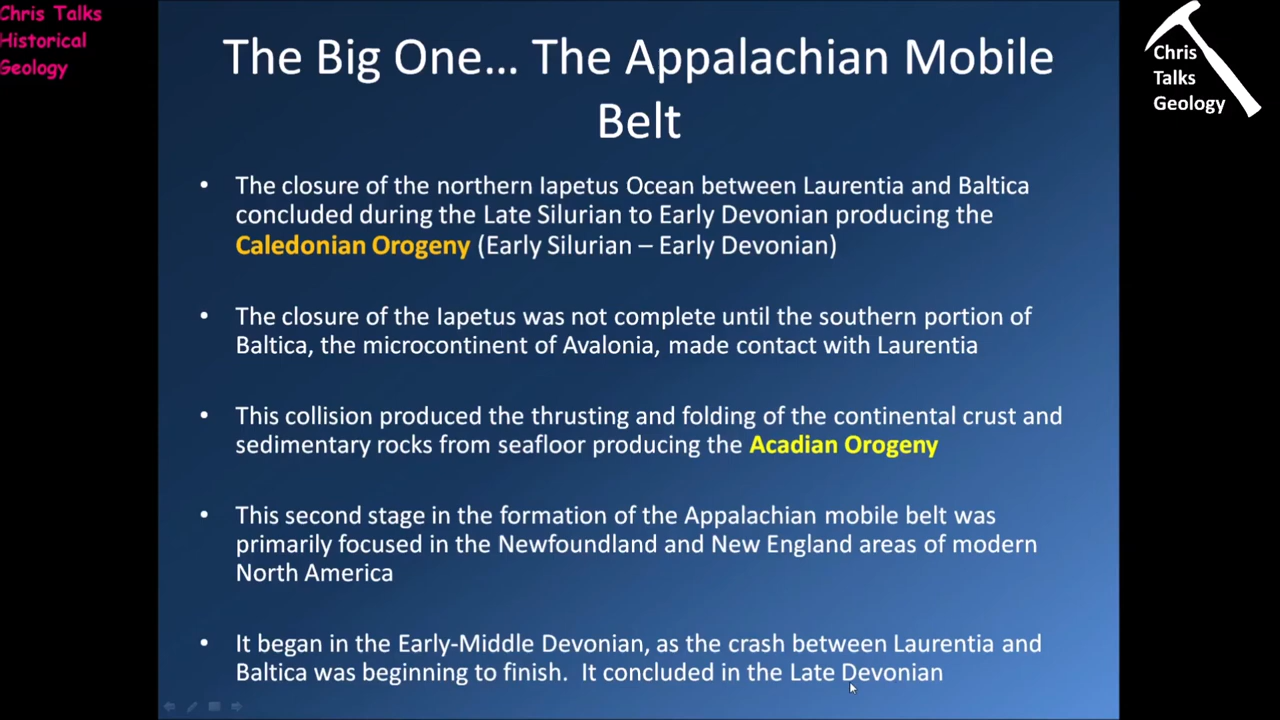 Chris Talks
Historical
Geology
Chris
Talks
Geology
The Big One... The Appalachian Mobile
Belt
• The closure of the northern Iapetus Ocean between Laurentia and Baltica
concluded during the Late Silurian to Early Devonian producing the
Caledonian Orogeny (Early Silurian – Early Devonian)
• The closure of the Iapetus was not complete until the southern portion of
Baltica, the microcontinent of Avalonia, made contact with Laurentia
• This collision produced the thrusting and folding of the continental crust and
sedimentary rocks from seafloor producing the Acadian Orogeny
• This second stage in the formation of the Appalachian mobile belt was
primarily focused in the Newfoundland and New England areas of modern
North America
• It began in the Early-Middle Devonian, as the crash between Laurentia and
Baltica was beginning to finish.  It concluded in the Late Devonian